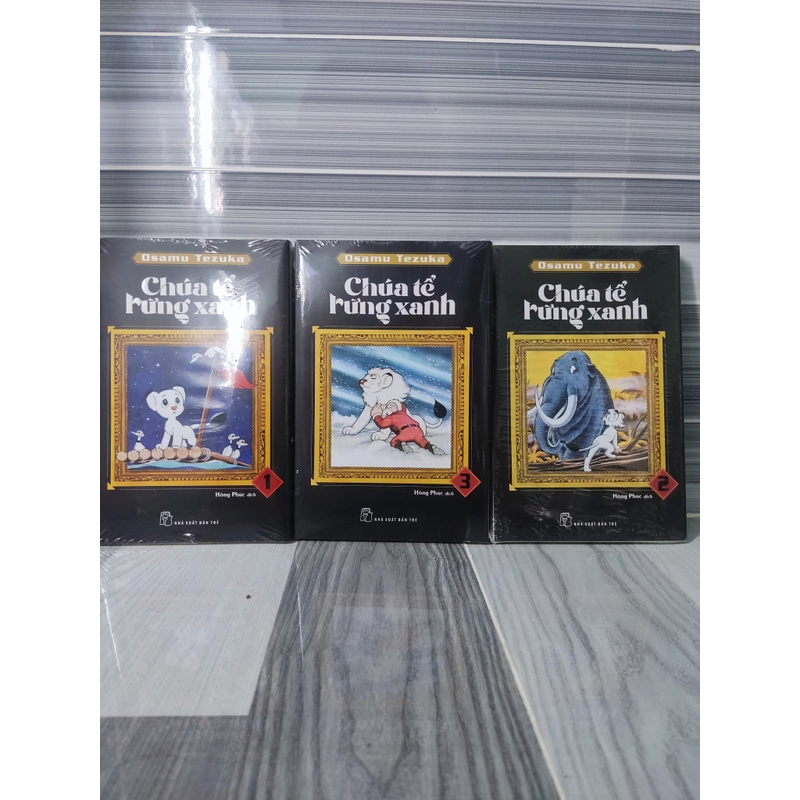 Osamu Tezuka
Chúa tể
rừng xanh
1
Hồng Phúc dịch
NHÀ XUẤT BẢN TRẺ
Osamu Tezuka
Chúa tể
rừng xanh
3
Hồng Phúc dịch
NHÀ XUẤT BẢN TRẺ
Osamu Tezuka
Chúa tể
rừng xanh
2
Hồng Phúc dịch
NHÀ XUẤT BẢN TRẺ